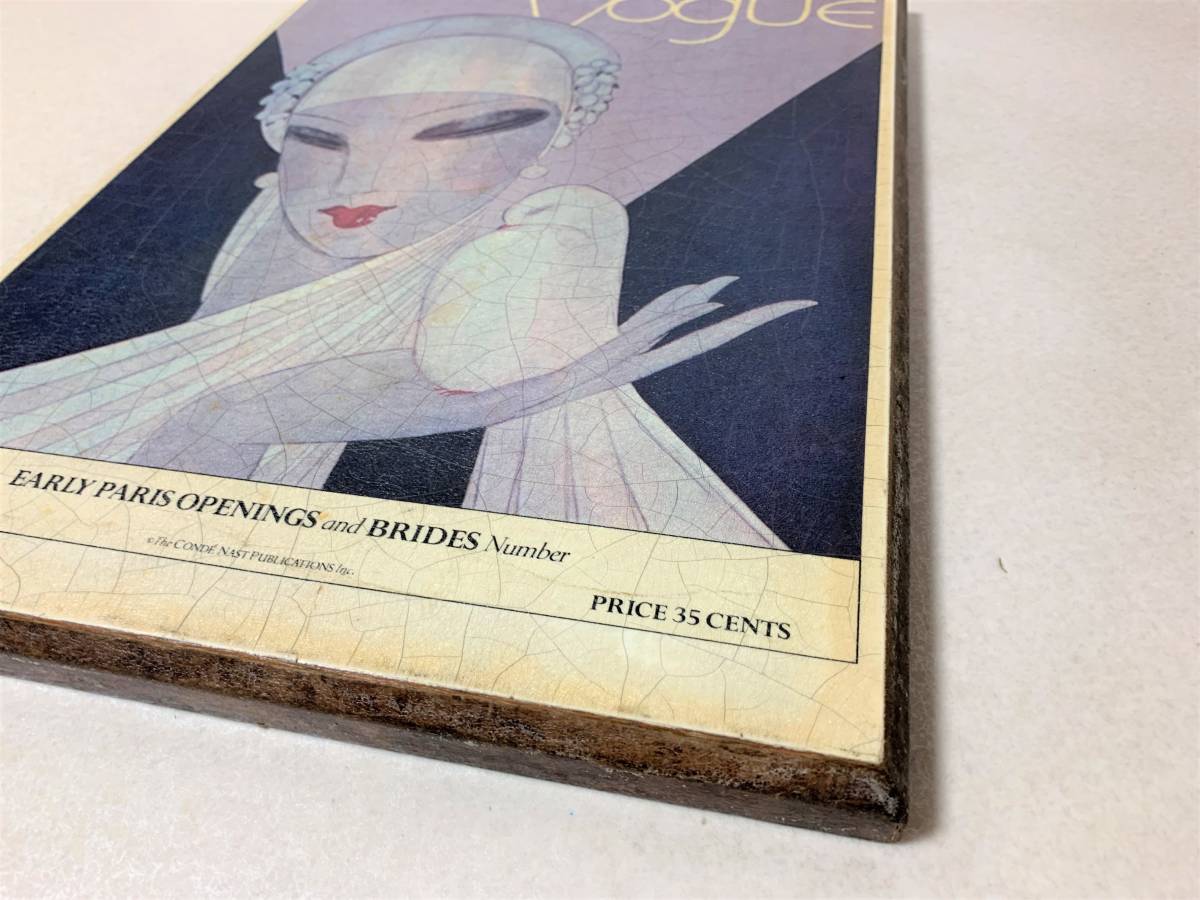 VOGUE
EARLY PARIS OPENINGS and BRIDES Number
©The CONDÉ NAST PUBLICATIONS Inc.
PRICE 35 CENTS